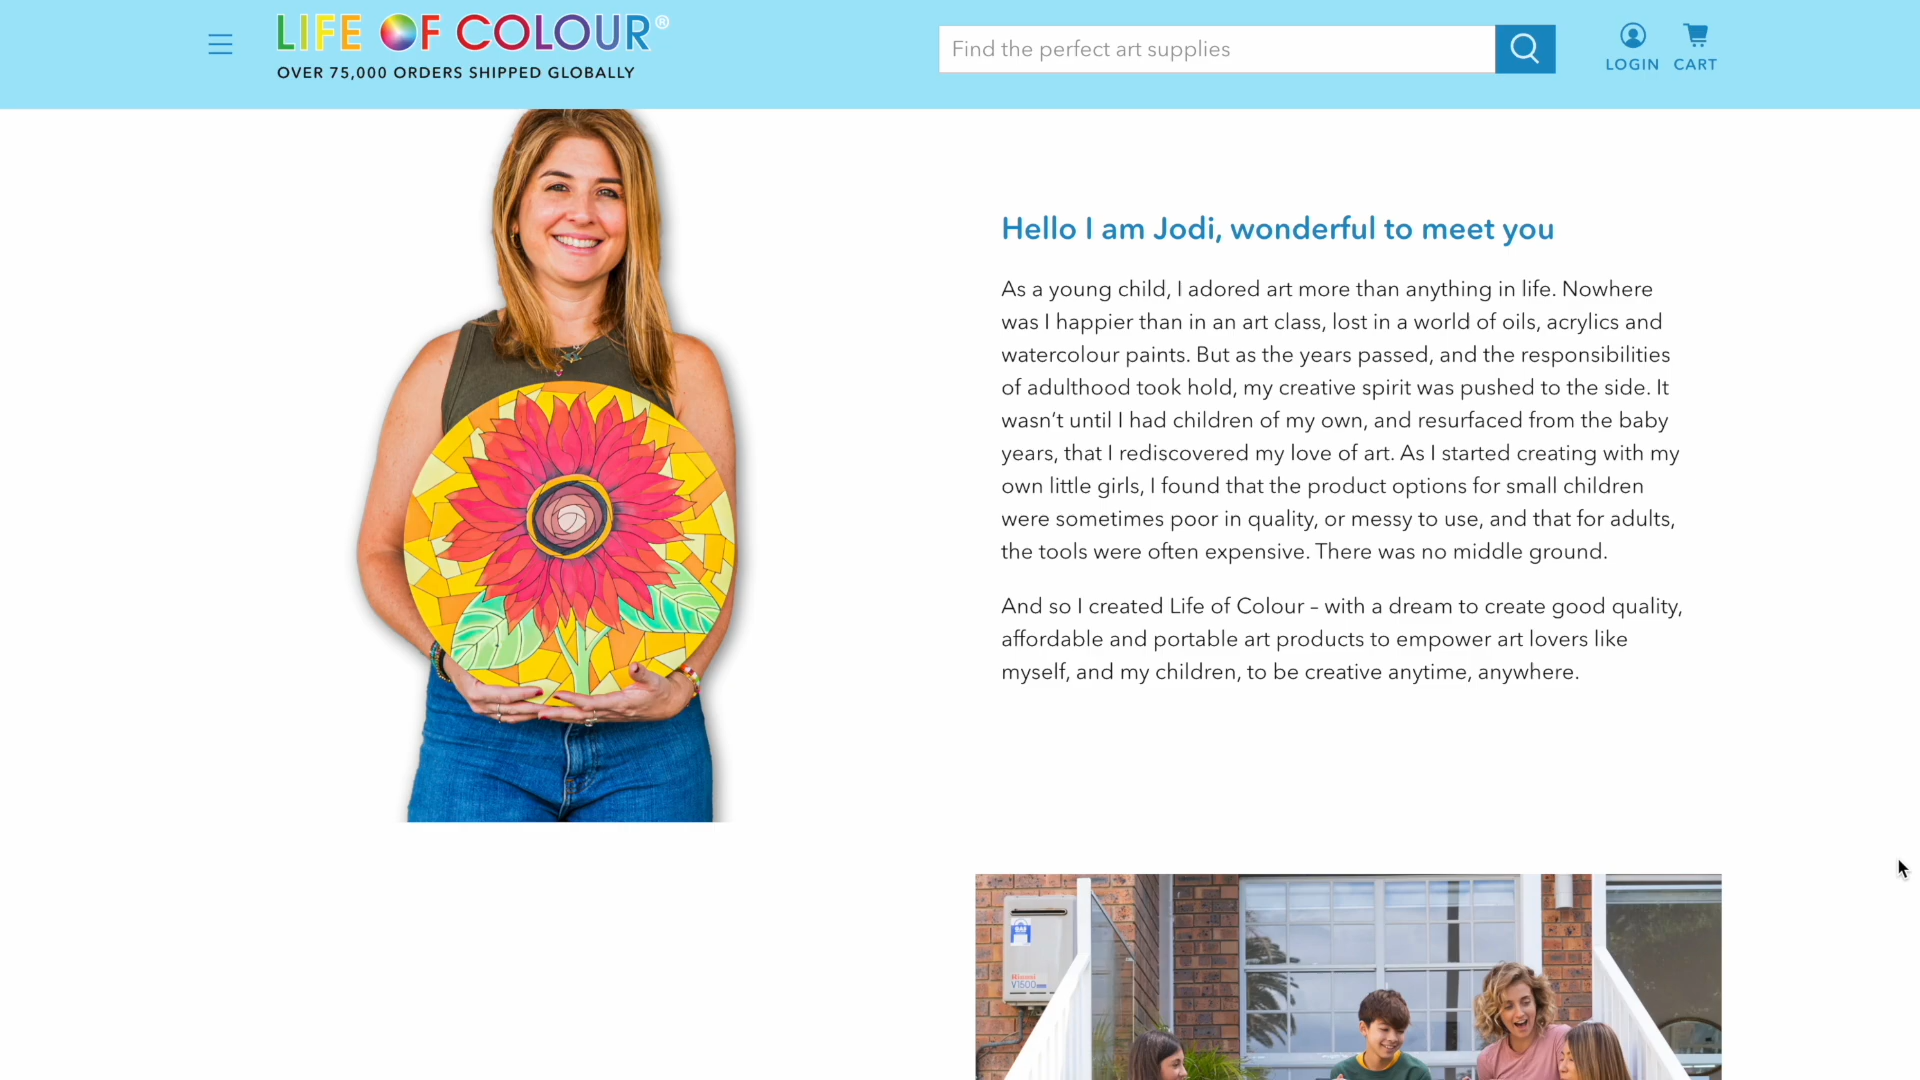 LIFE OF COLOUR®
OVER 75,000 ORDERS SHIPPED GLOBALLY
Find the perfect art supplies
LOGIN CART
Hello I am Jodi, wonderful to meet you
As a young child, I adored art more than anything in life. Nowhere
was I happier than in an art class, lost in a world of oils, acrylics and
watercolour paints. But as the years passed, and the responsibilities
of adulthood took hold, my creative spirit was pushed to the side. It
wasn’t until I had children of my own, and resurfaced from the baby
years, that I rediscovered my love of art. As I started creating with my
own little girls, I found that the product options for small children
were sometimes poor in quality, or messy to use, and that for adults,
the tools were often expensive. There was no middle ground.
And so I created Life of Colour – with a dream to create good quality,
affordable and portable art products to empower art lovers like
myself, and my children, to be creative anytime, anywhere.
GAS
Rinnai
V1500